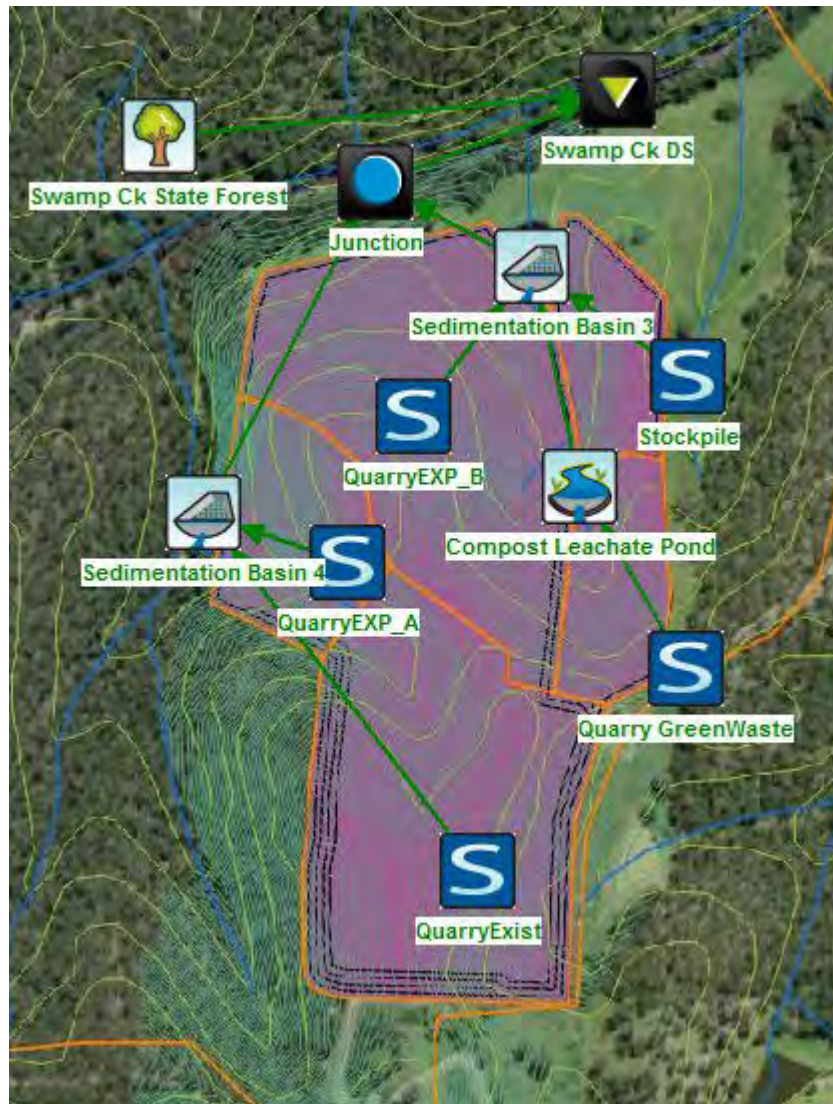 Swamp Ck DS
Swamp Ck State Forest
Junction
Sedimentation Basin 3
S
Stockpile
S
QuarryEXP_B
Compost Leachate Pond
S
Sedimentation Basin 4
QuarryEXP_A
S
Quarry GreenWaste
S
QuarryExist